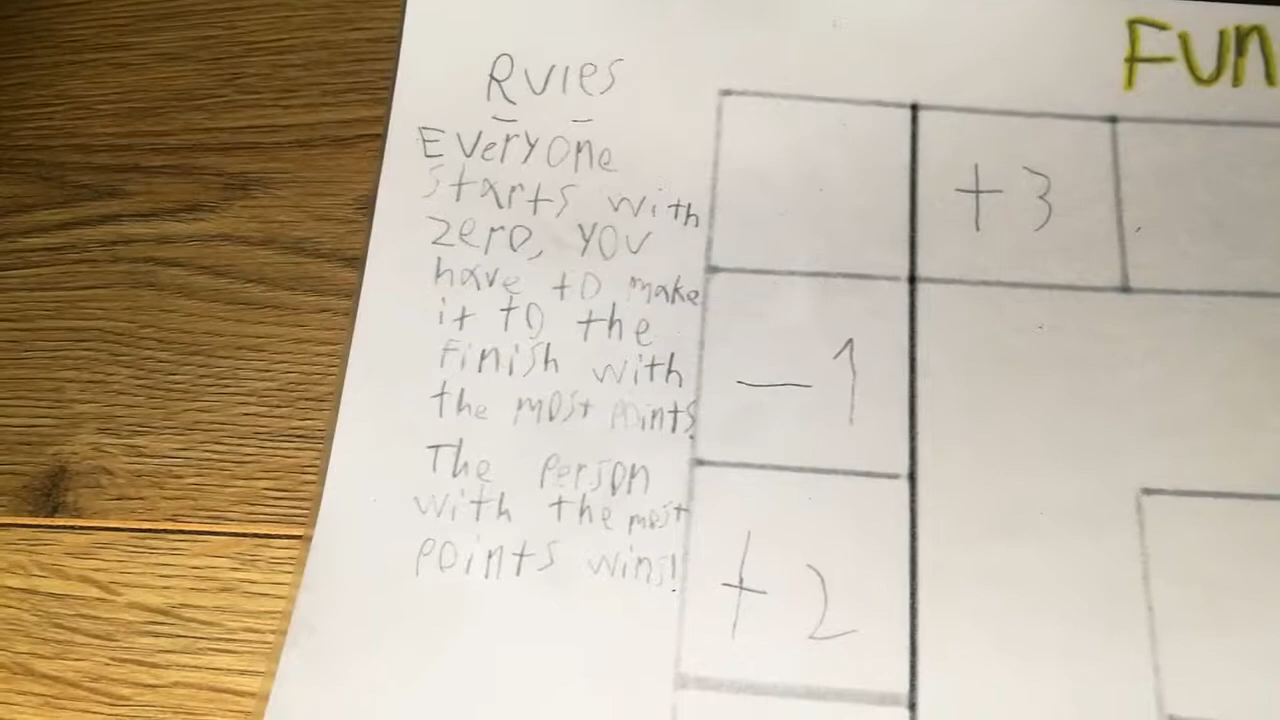 Rules
Everyone
starts with
zero, you
have to make
it to the
finish with
the most points.
The person
with the most
points wins!
FUN
+3
-1
+2